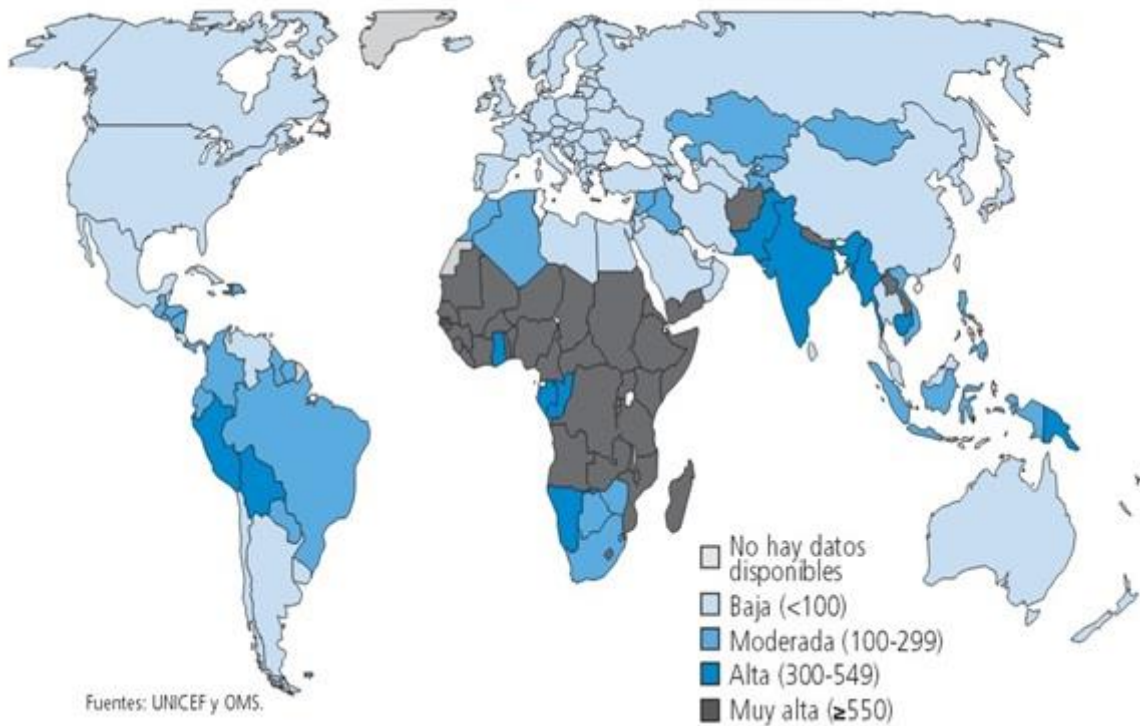 No hay datos
disponibles
Baja (<100)
Moderada (100-299)
Alta (300-549)
Muy alta (≥550)
Fuentes: UNICEF y OMS.